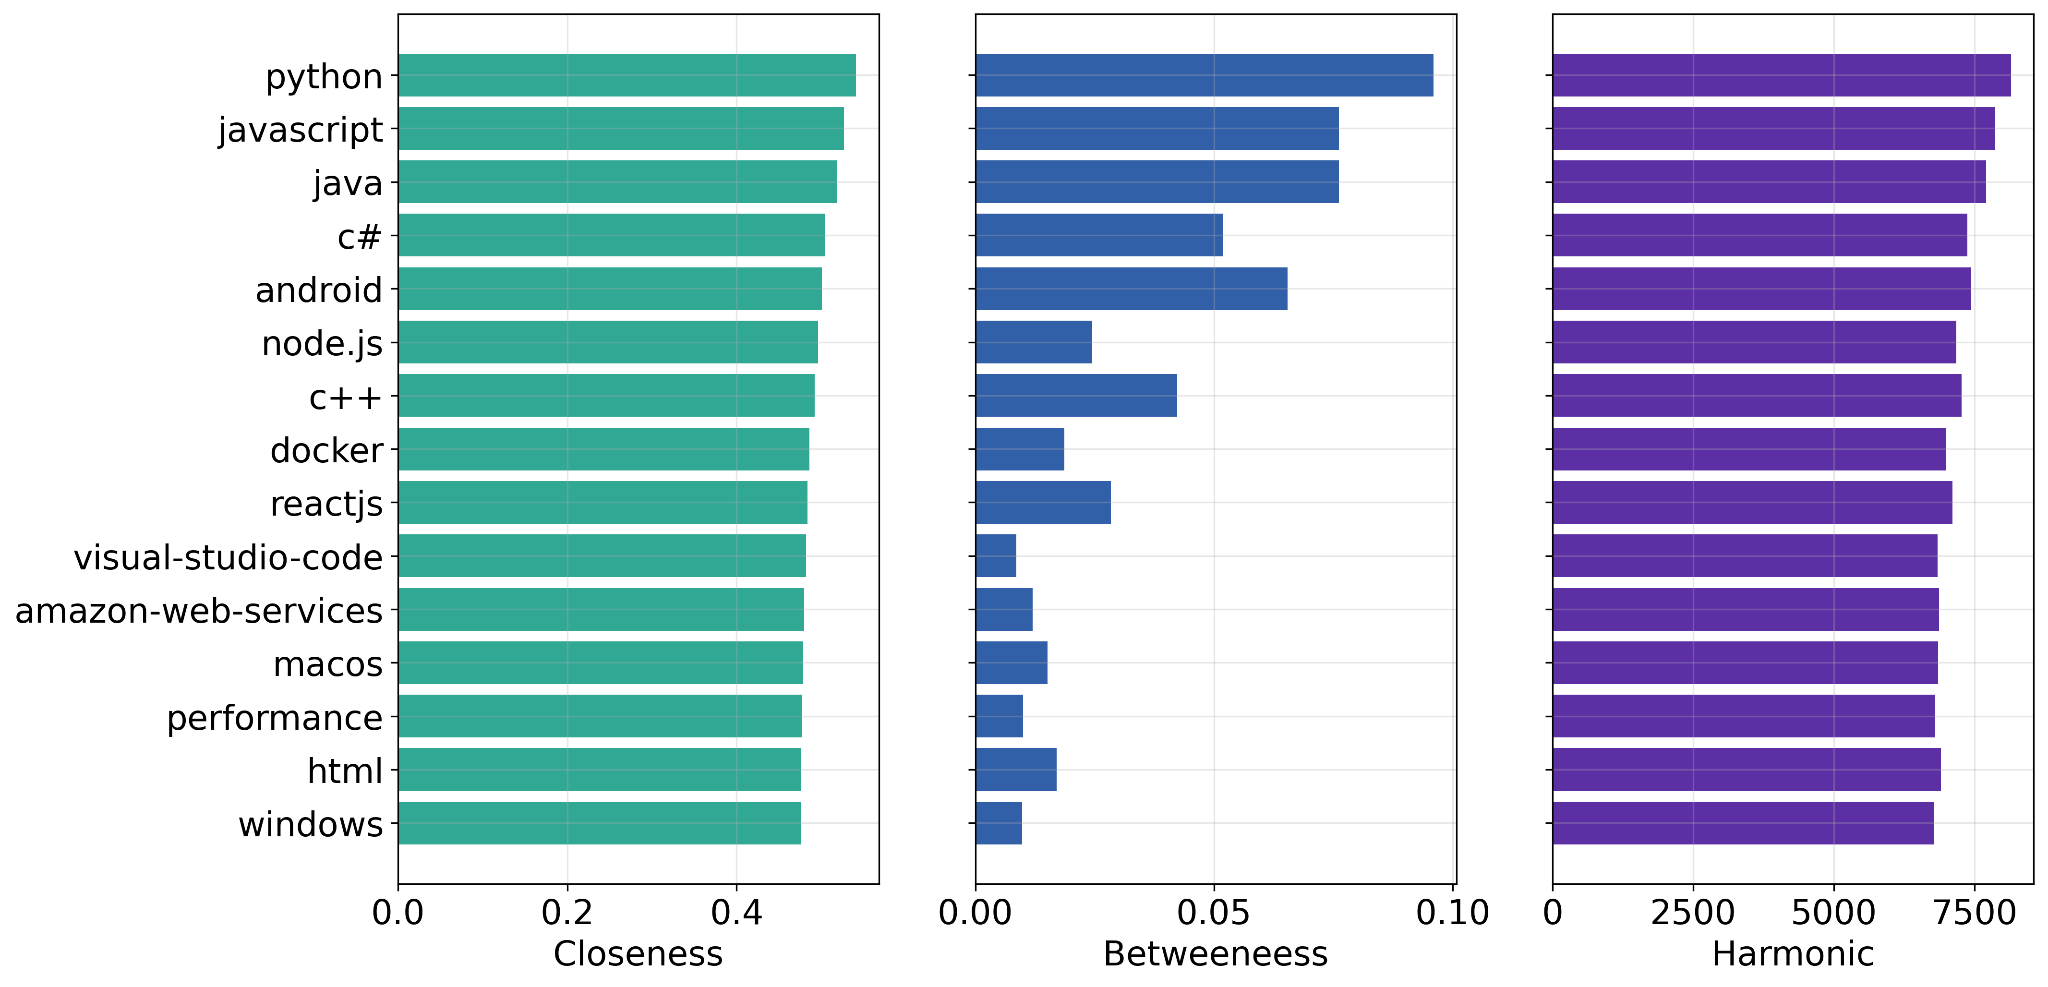 python
javascript
java
c#
android
node.js
c++
docker
reactjs
visual-studio-code
amazon-web-services
macos
performance
html
windows
0.0 0.2 0.4
Closeness
0.00 0.05 0.10
Betweeneess
0 2500 5000 7500
Harmonic